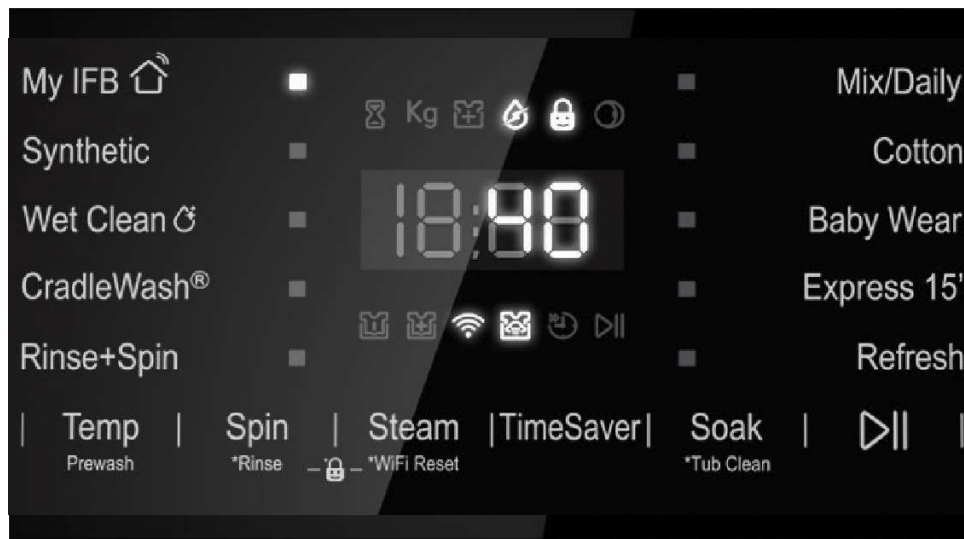 My IFB
Mix/Daily
Kg
Synthetic
Cotton
Wet Clean
40
Baby Wear
CradleWash®
Express 15'
Rinse+Spin
Refresh
| Temp | Spin | Steam |TimeSaver| Soak |
Prewash *Rinse *WiFi Reset *Tub Clean